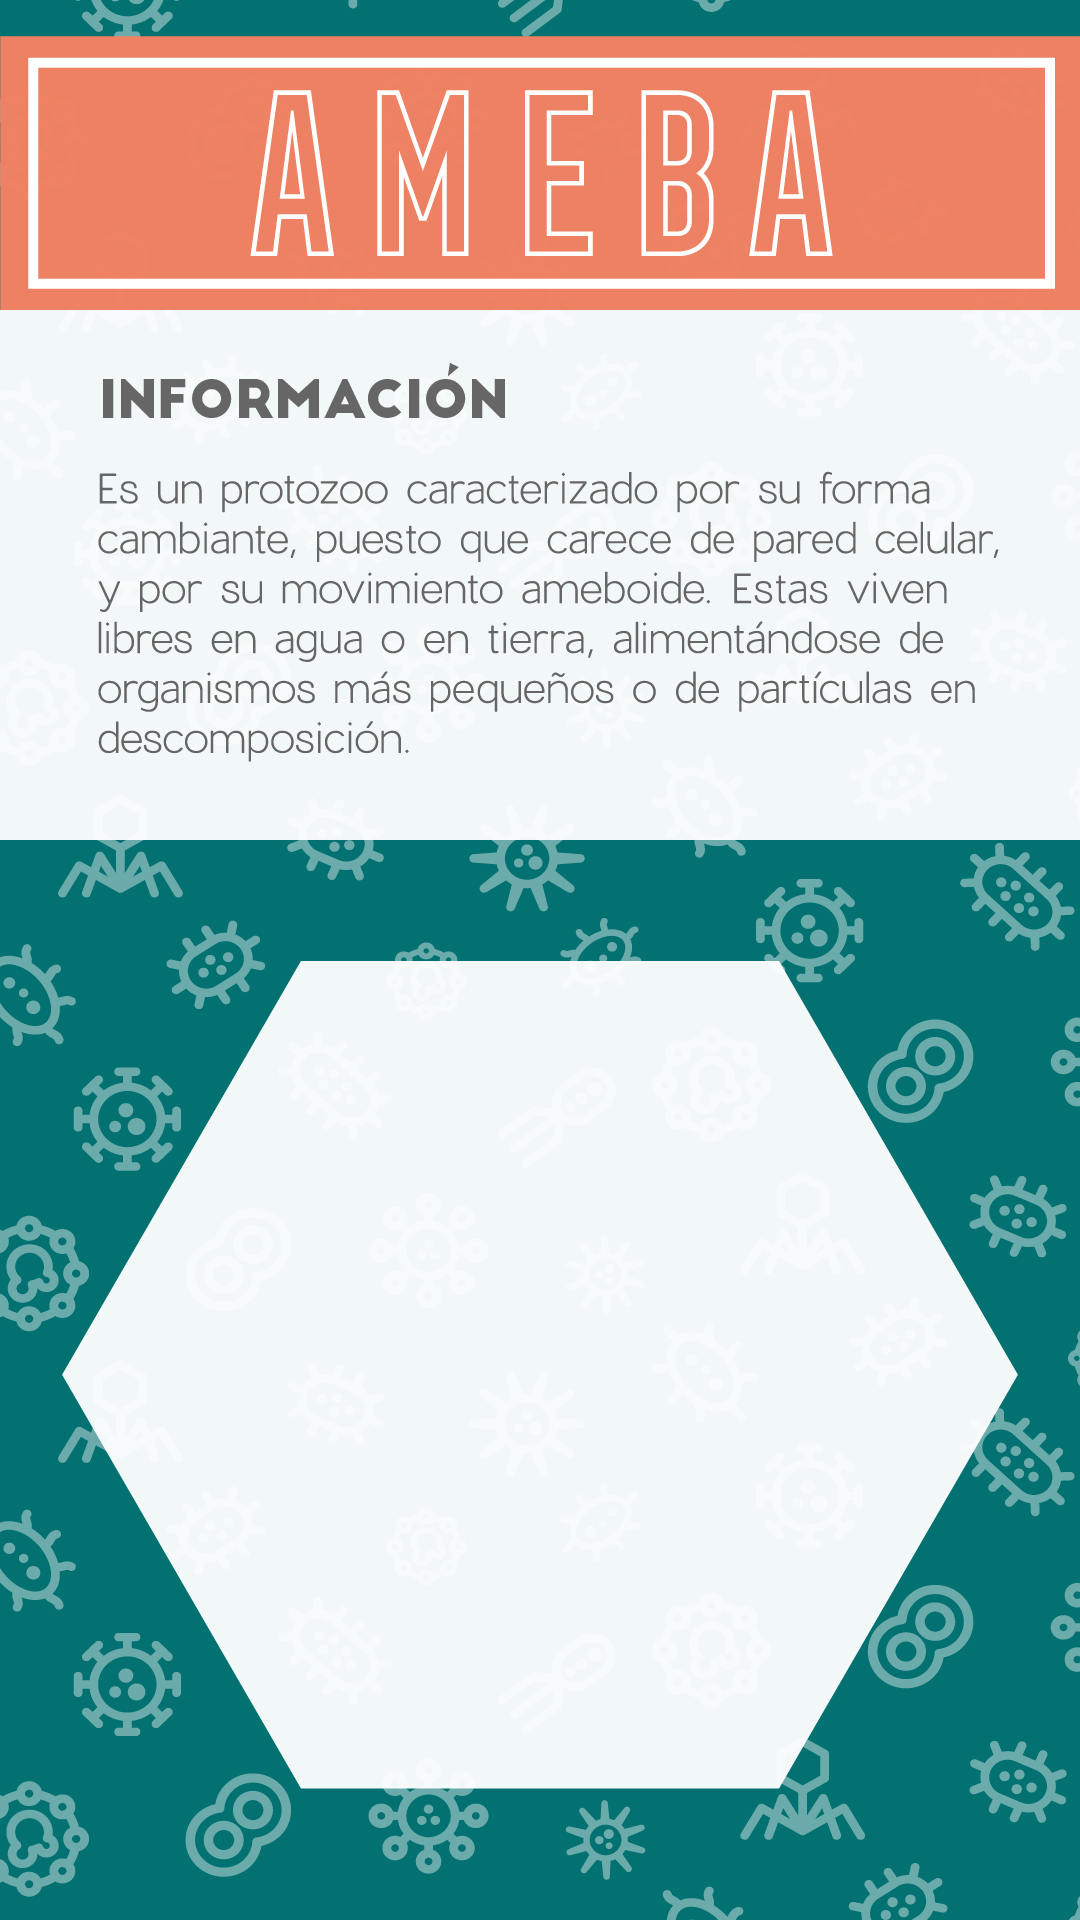 AMEBA
INFORMACIÓN
Es un protozoo caracterizado por su forma
cambiante, puesto que carece de pared celular,
y por su movimiento ameboide. Estas viven
libres en agua o en tierra, alimentándose de
organismos más pequeños o de partículas en
descomposición.